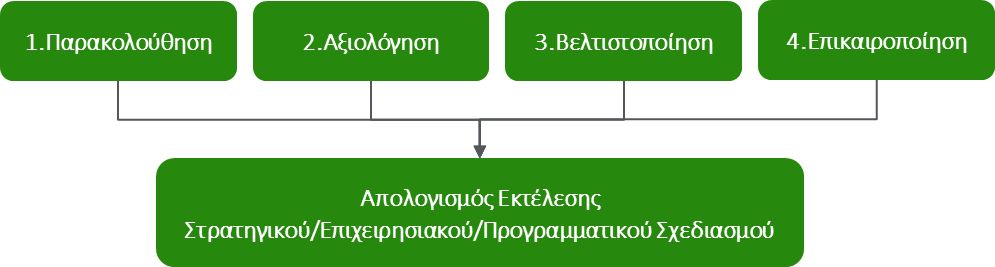 1.Παρακολούθηση
2.Αξιολόγηση
3.Βελτιστοποίηση
4.Επικαιροποίηση
Απολογισμός Εκτέλεσης
Στρατηγικού/Επιχειρησιακού/Προγραμματικού Σχεδιασμού